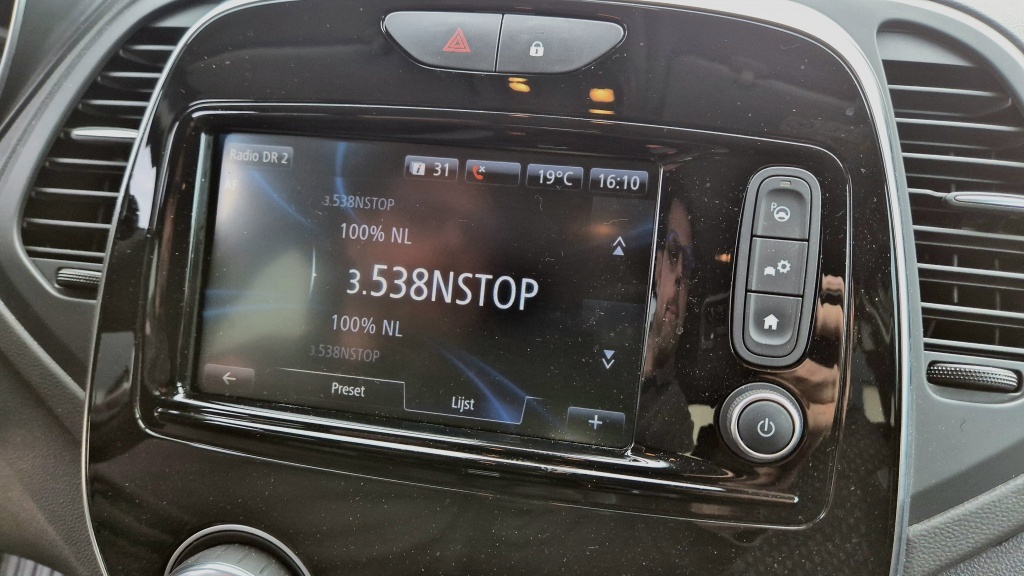 Radio DR 2
31
19°C
16:10
3.538NSTOP
100% NL
3.538NSTOP
100% NL
3.538NSTOP
Preset
Lijst
+
P